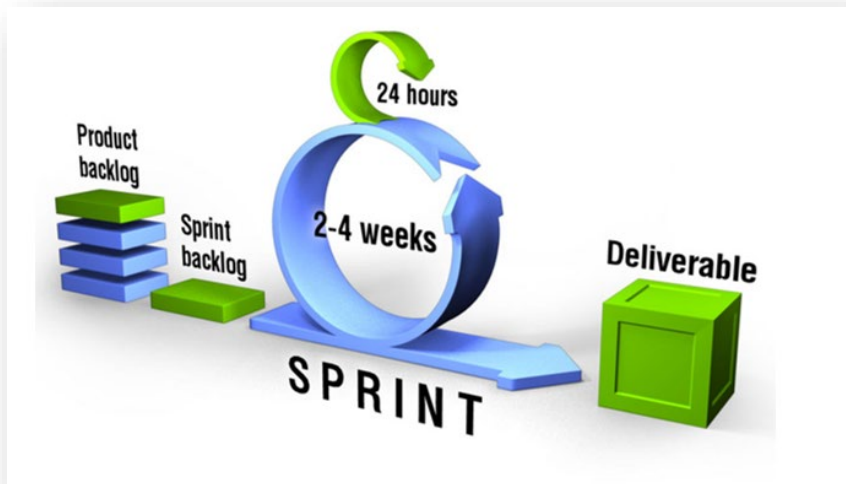 24 hours
Product
backlog
Sprint
backlog
2-4 weeks
Deliverable
SPRINT